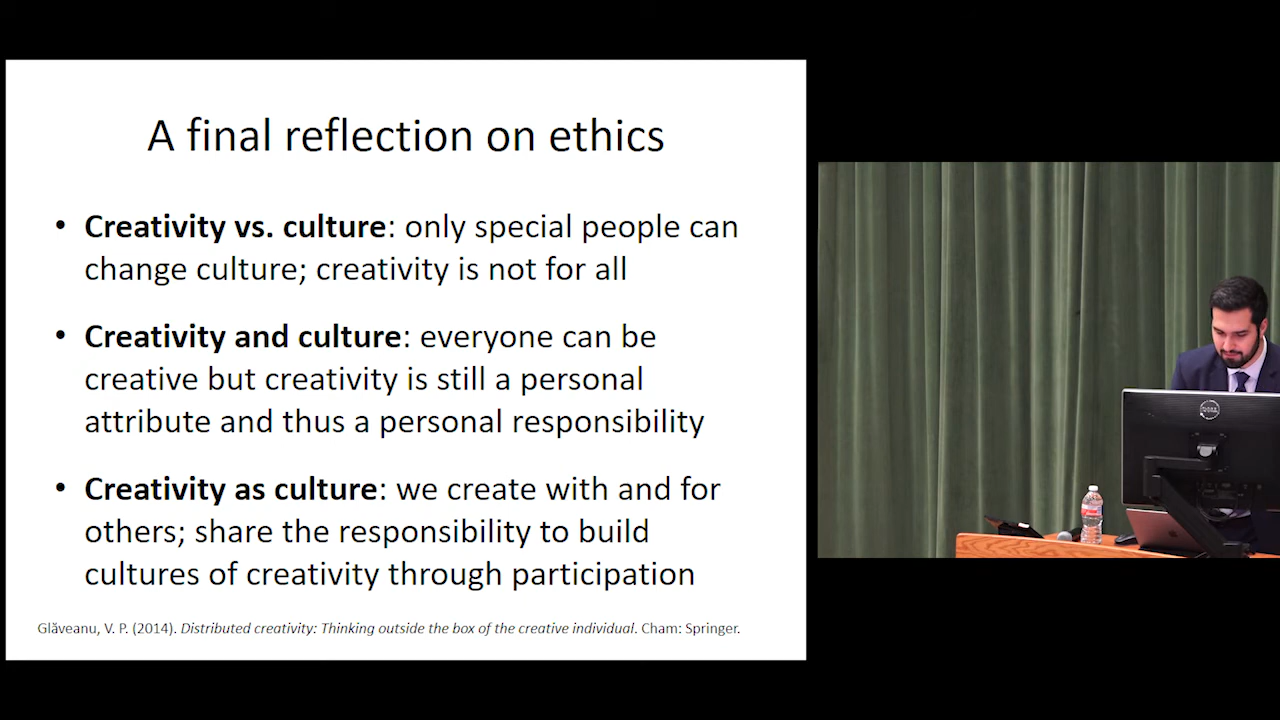 A final reflection on ethics
• Creativity vs. culture: only special people can
change culture; creativity is not for all
• Creativity and culture: everyone can be
creative but creativity is still a personal
attribute and thus a personal responsibility
• Creativity as culture: we create with and for
others; share the responsibility to build
cultures of creativity through participation
Glăveanu, V. P. (2014). Distributed creativity: Thinking outside the box of the creative individual. Cham: Springer.